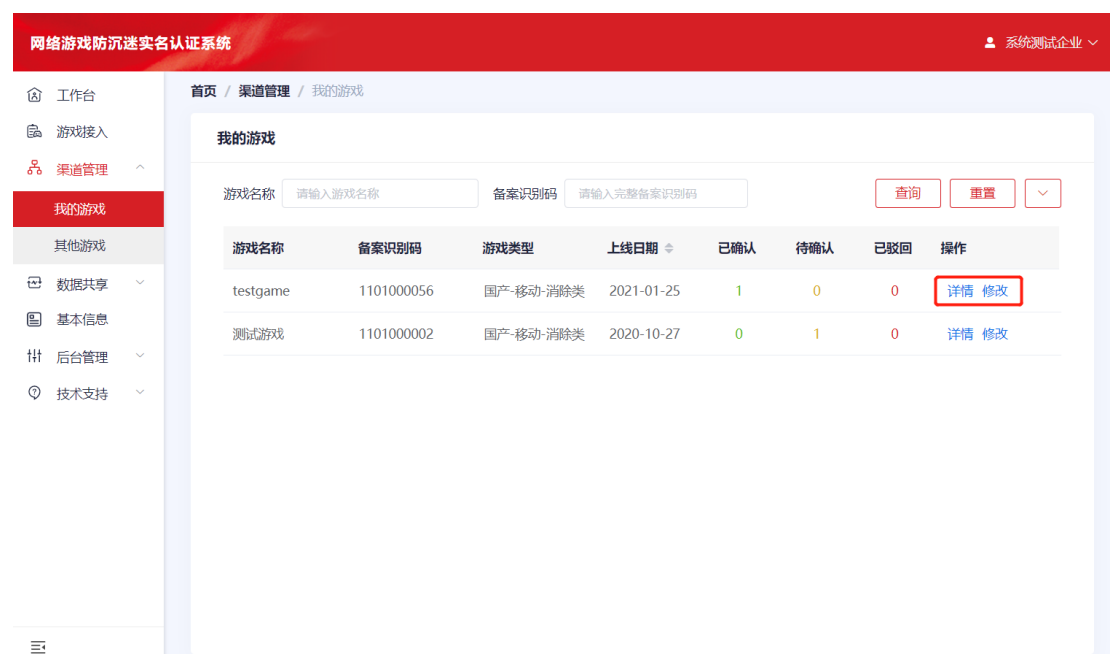 网络游戏防沉迷实名认证系统
系统测试企业
工作台
游戏接入
渠道管理
我的游戏
其他游戏
数据共享
基本信息
后台管理
技术支持
首页 / 渠道管理 / 我的游戏
我的游戏
游戏名称 请输入游戏名称 备案识别码 请输入完整备案识别码 查询 重置
游戏名称 备案识别码 游戏类型 上线日期 已确认 待确认 已驳回 操作
testgame 1101000056 国产-移动-消除类 2021-01-25 1 0 0 详情 修改
测试游戏 1101000002 国产-移动-消除类 2020-10-27 0 1 0 详情 修改